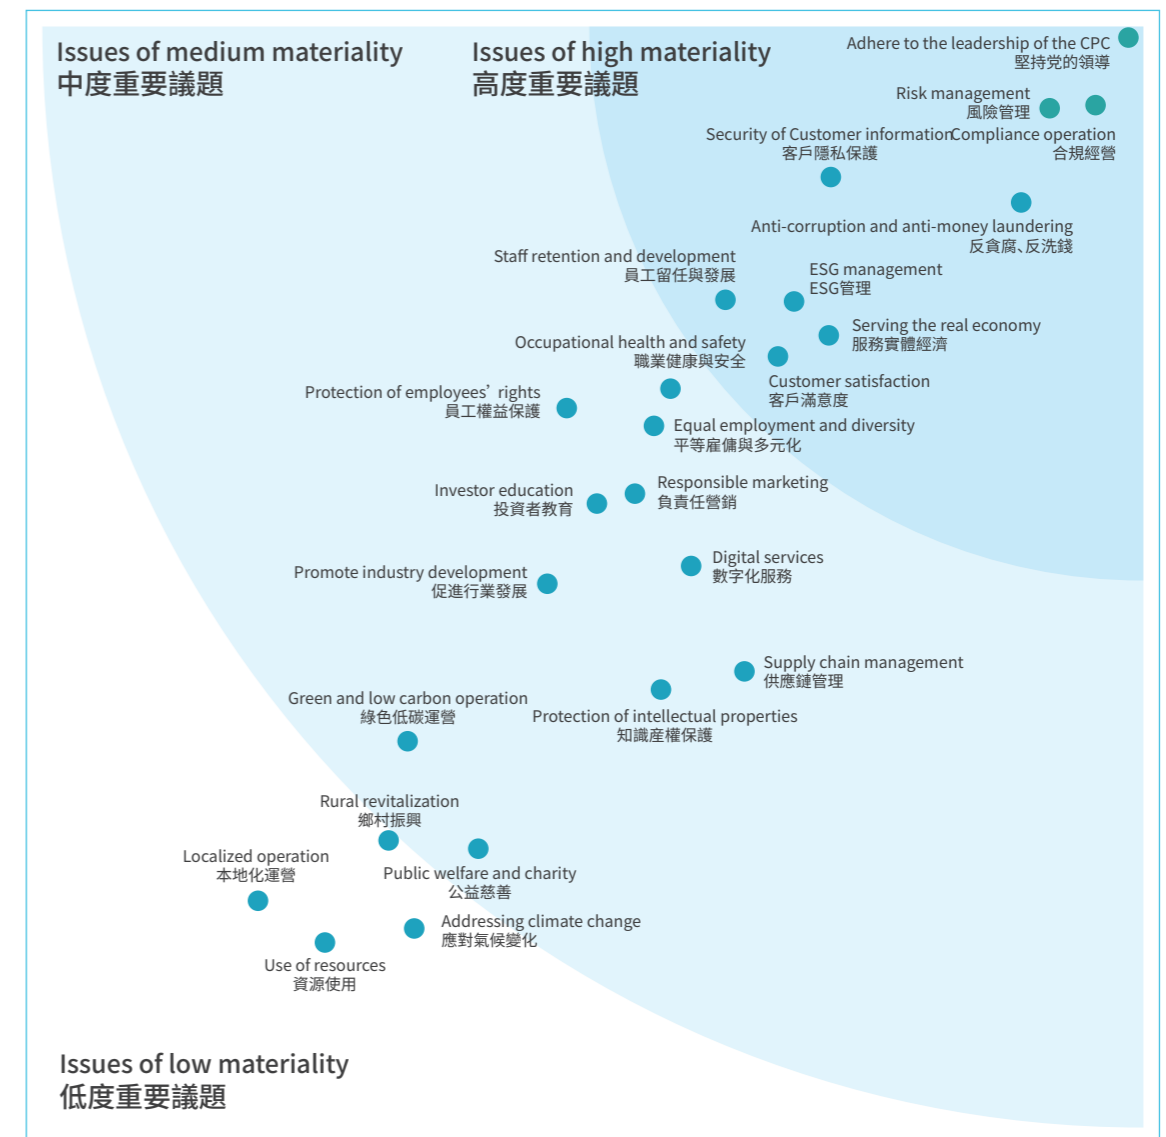 Issues of medium materiality
中度重要議題
Issues of high materiality
高度重要議題
Adhere to the leadership of the CPC
堅持党的領導
Risk management
風險管理
Security of Customer information
客戶隱私保護
Compliance operation
合規經營
Anti-corruption and anti-money laundering
反貪腐、反洗錢
Staff retention and development
員工留任與發展
ESG management
ESG管理
Serving the real economy
服務實體經濟
Occupational health and safety
職業健康與安全
Customer satisfaction
客戶滿意度
Protection of employees’ rights
員工權益保護
Equal employment and diversity
平等雇傭與多元化
Investor education
投資者教育
Responsible marketing
負責任營銷
Digital services
數字化服務
Promote industry development
促進行業發展
Supply chain management
供應鏈管理
Green and low carbon operation
綠色低碳運營
Protection of intellectual properties
知識産權保護
Rural revitalization
鄉村振興
Localized operation
本地化運營
Public welfare and charity
公益慈善
Addressing climate change
應對氣候變化
Use of resources
資源使用
Issues of low materiality
低度重要議題